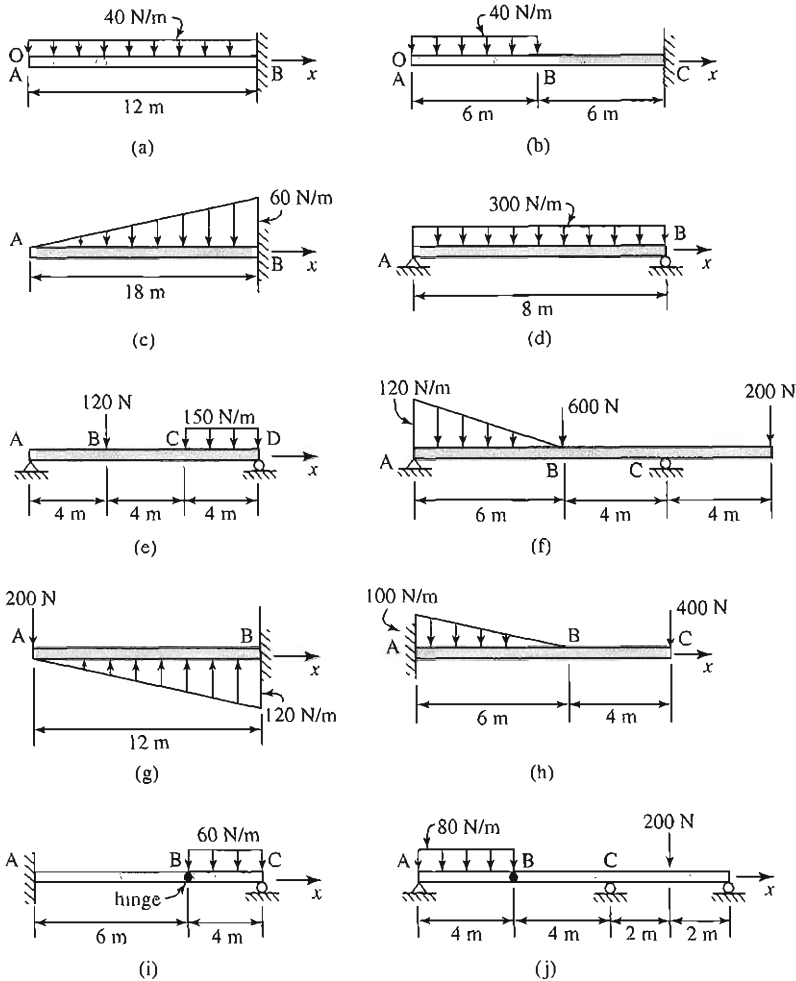 40 N/m
O
A
B
x
12 m
(a)
40 N/m
O
A
B
C
x
6 m
6 m
(b)
60 N/m
A
B
x
18 m
(c)
300 N/m
B
A
x
8 m
(d)
120 N
150 N/m
A
B
C
D
x
4 m
4 m
4 m
(e)
120 N/m
600 N
200 N
A
B
C
6 m
4 m
4 m
(f)
200 N
A
B
x
120 N/m
12 m
(g)
100 N/m
400 N
A
B
C
x
6 m
4 m
(h)
60 N/m
A
B
C
hinge
x
6 m
4 m
(i)
80 N/m
200 N
A
B
C
x
4 m
4 m
2 m
2 m
(j)